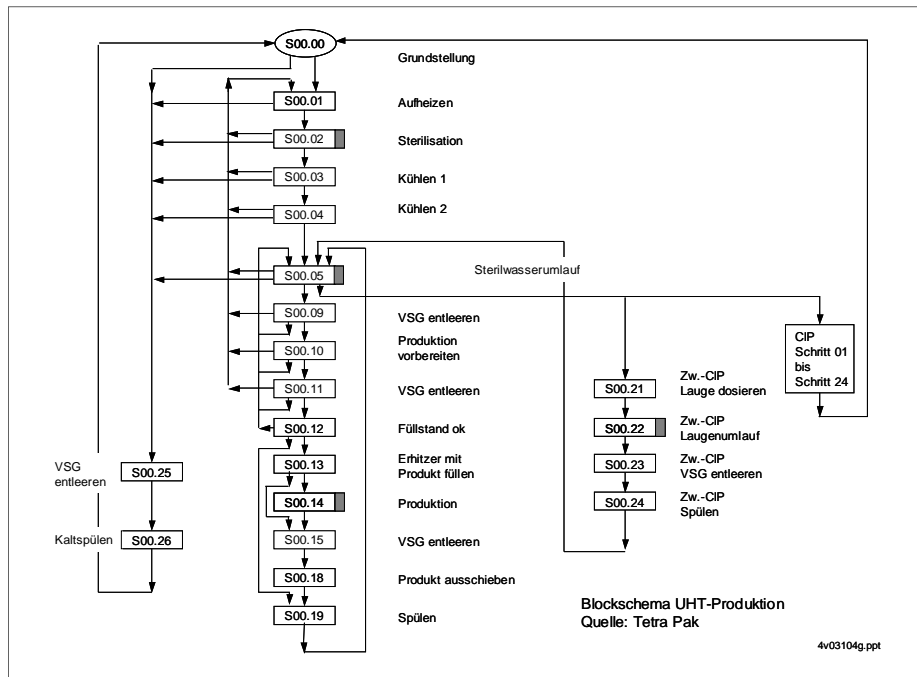 S00.00
Grundstellung
S00.01
Aufheizen
S00.02
Sterilisation
S00.03
Kühlen 1
S00.04
Kühlen 2
Sterilwasserumlauf
S00.05
S00.09
VSG entleeren
S00.10
Produktion
vorbereiten
S00.11
VSG entleeren
S00.12
Füllstand ok
S00.13
Erhitzer mit
Produkt füllen
S00.14
Produktion
S00.15
VSG entleeren
S00.18
Produkt ausschieben
S00.19
Spülen
VSG
entleeren
S00.25
Kaltspülen
S00.26
S00.21
Zw.-CIP
Lauge dosieren
S00.22
Zw.-CIP
Laugenumlauf
S00.23
Zw.-CIP
VSG entleeren
S00.24
Zw.-CIP
Spülen
CIP
Schritt 01
bis
Schritt 24
Blockschema UHT-Produktion
Quelle: Tetra Pak
4v03104g.ppt